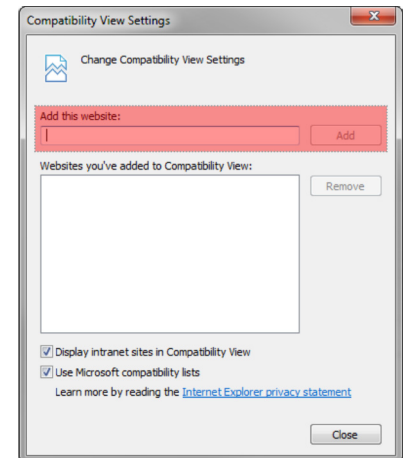 Compatibility View Settings
Change Compatibility View Settings
Add this website:
Add
Websites you've added to Compatibility View:
Remove
Display intranet sites in Compatibility View
Use Microsoft compatibility lists
Learn more by reading the Internet Explorer privacy statement
Close